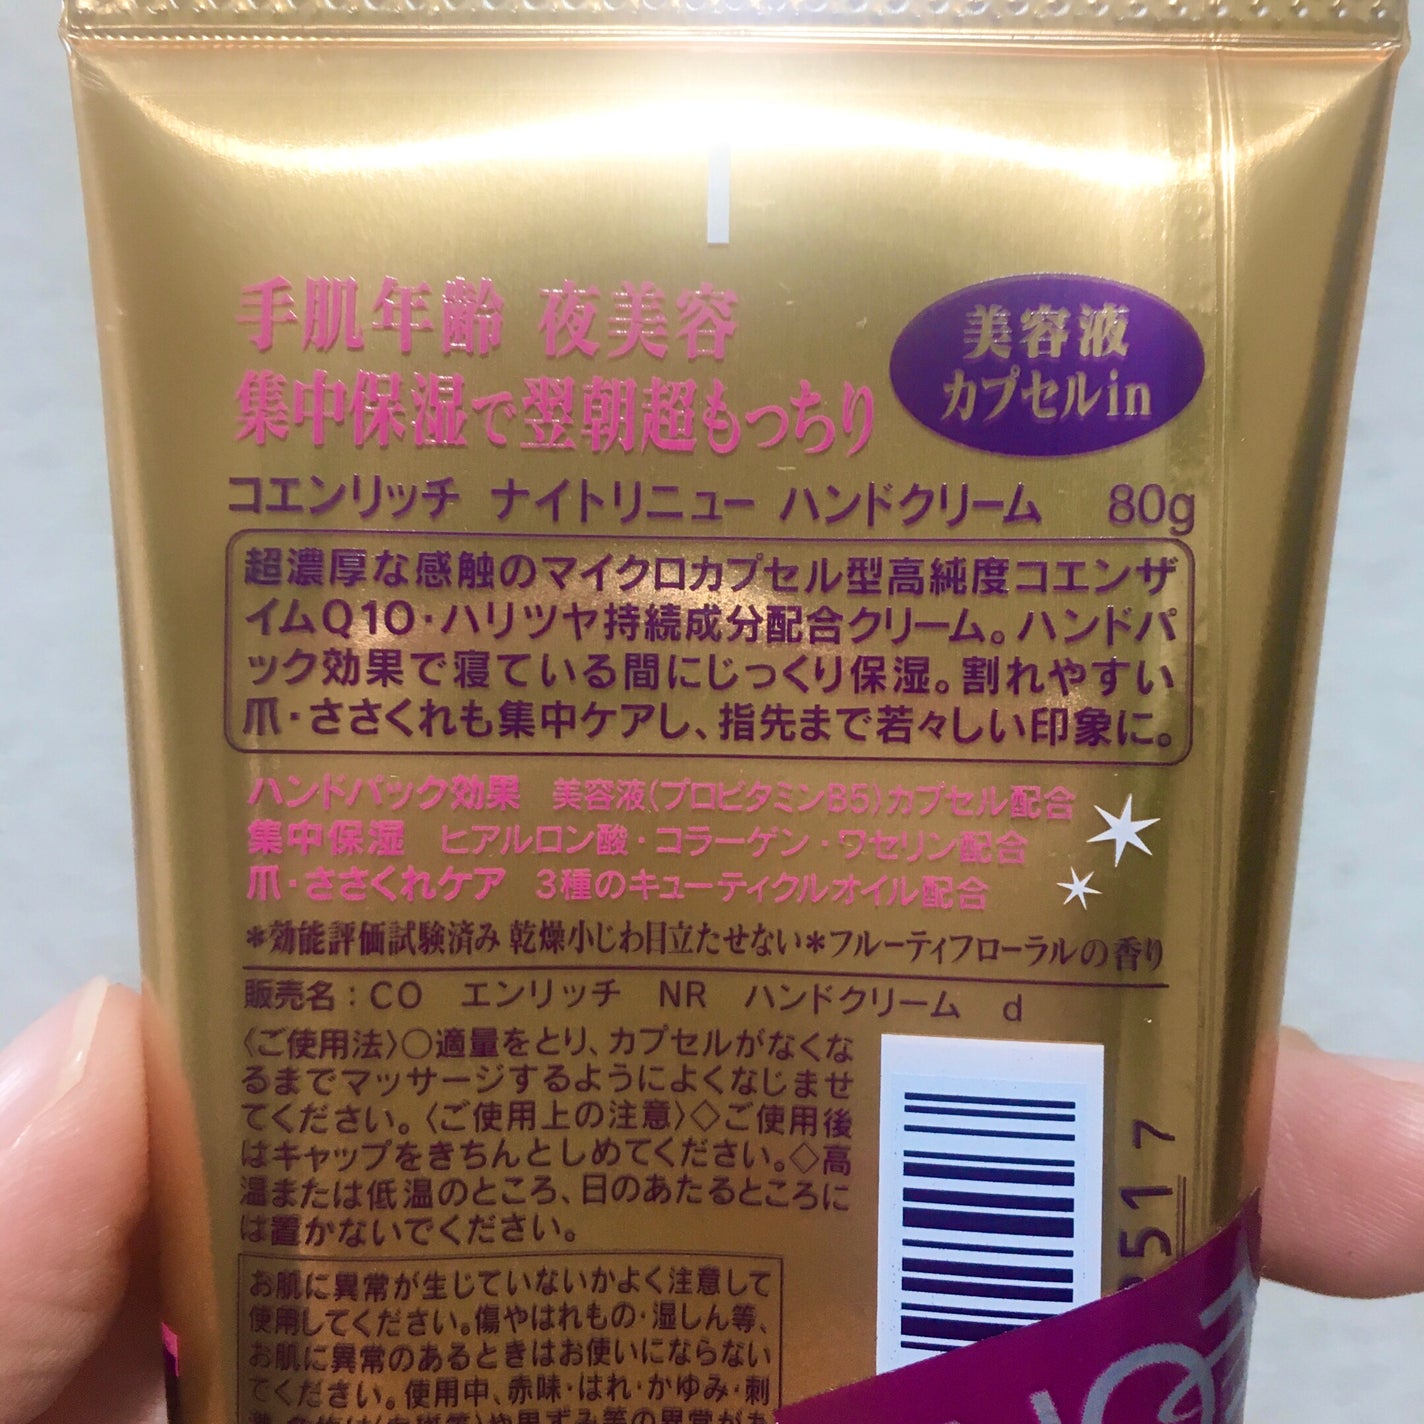 手肌年齢 夜美容
集中保湿で翌朝超もっちり
美容液
カプセルin
コエンリッチ ナイトリニュー ハンドクリーム 80g
超濃厚な感触のマイクロカプセル型高純度コエンザ
イムQ10・ハリツヤ持続成分配合クリーム。ハンドパ
ック効果で寝ている間にじっくり保湿。割れやすい
爪・ささくれも集中ケアし、指先まで若々しい印象に。
ハンドパック効果 美容液(プロビタミンB5)カプセル配合
集中保湿 ヒアルロン酸・コラーゲン・ワセリン配合
爪・ささくれケア 3種のキューティクルオイル配合
*効能評価試験済み 乾燥小じわ目立たせない*フルーティフローラルの香り
販売名：CO エンリッチ NR ハンドクリーム d
〈ご使用法〉○適量をとり、カプセルがなくな
るまでマッサージするようによくなじませ
てください。〈ご使用上の注意〉◇ご使用後
はキャップをきちんとしめてください。◇高
温または低温のところ、日のあたるところに
は置かないでください。
お肌に異常が生じていないかよく注意して
使用してください。傷やはれもの・湿しん等、
お肌に異常のあるときはお使いにならない
てください。使用中、赤味・はれ・かゆみ・刺
517